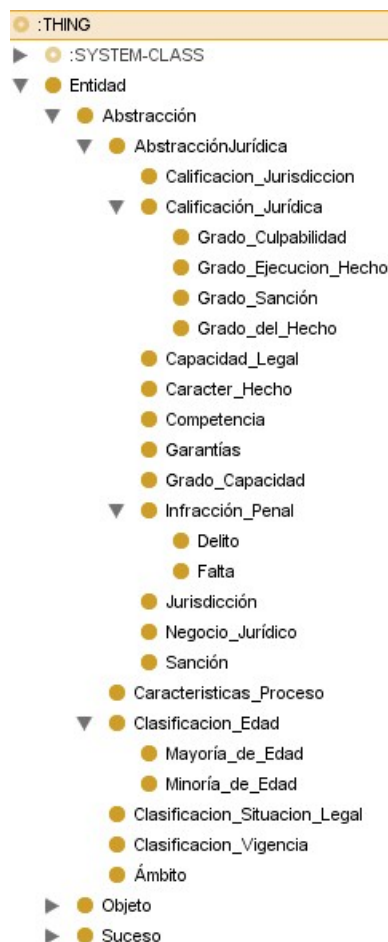 :THING
:SYSTEM-CLASS
Entidad
Abstracción
AbstracciónJurídica
Calificacion_Jurisdiccion
Calificación_Jurídica
Grado_Culpabilidad
Grado_Ejecucion_Hecho
Grado_Sanción
Grado_del_Hecho
Capacidad_Legal
Caracter_Hecho
Competencia
Garantías
Grado_Capacidad
Infracción_Penal
Delito
Falta
Jurisdicción
Negocio_Jurídico
Sanción
Caracteristicas_Proceso
Clasificacion_Edad
Mayoría_de_Edad
Minoría_de_Edad
Clasificacion_Situacion_Legal
Clasificacion_Vigencia
Ámbito
Objeto
Suceso